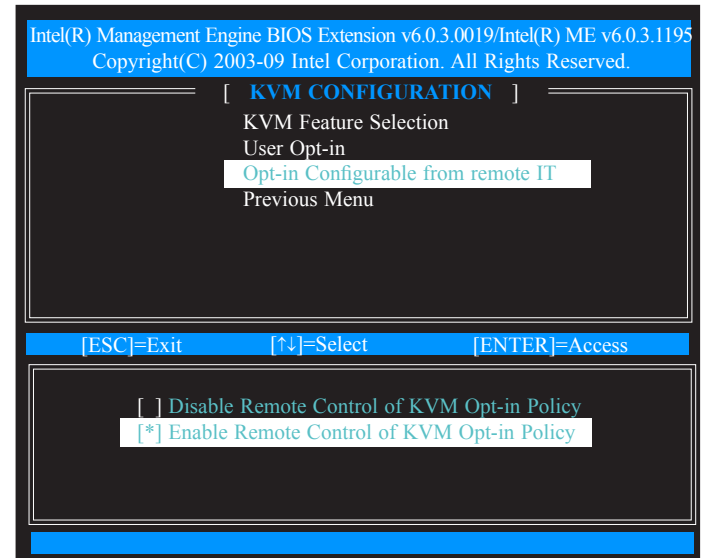 Intel(R) Management Engine BIOS Extension v6.0.3.0019/Intel(R) ME v6.0.3.1195
Copyright(C) 2003-09 Intel Corporation. All Rights Reserved.
[ KVM CONFIGURATION ]
KVM Feature Selection
User Opt-in
Opt-in Configurable from remote IT
Previous Menu
[ESC]=Exit [↑↓]=Select [ENTER]=Access
[ ] Disable Remote Control of KVM Opt-in Policy
[*] Enable Remote Control of KVM Opt-in Policy